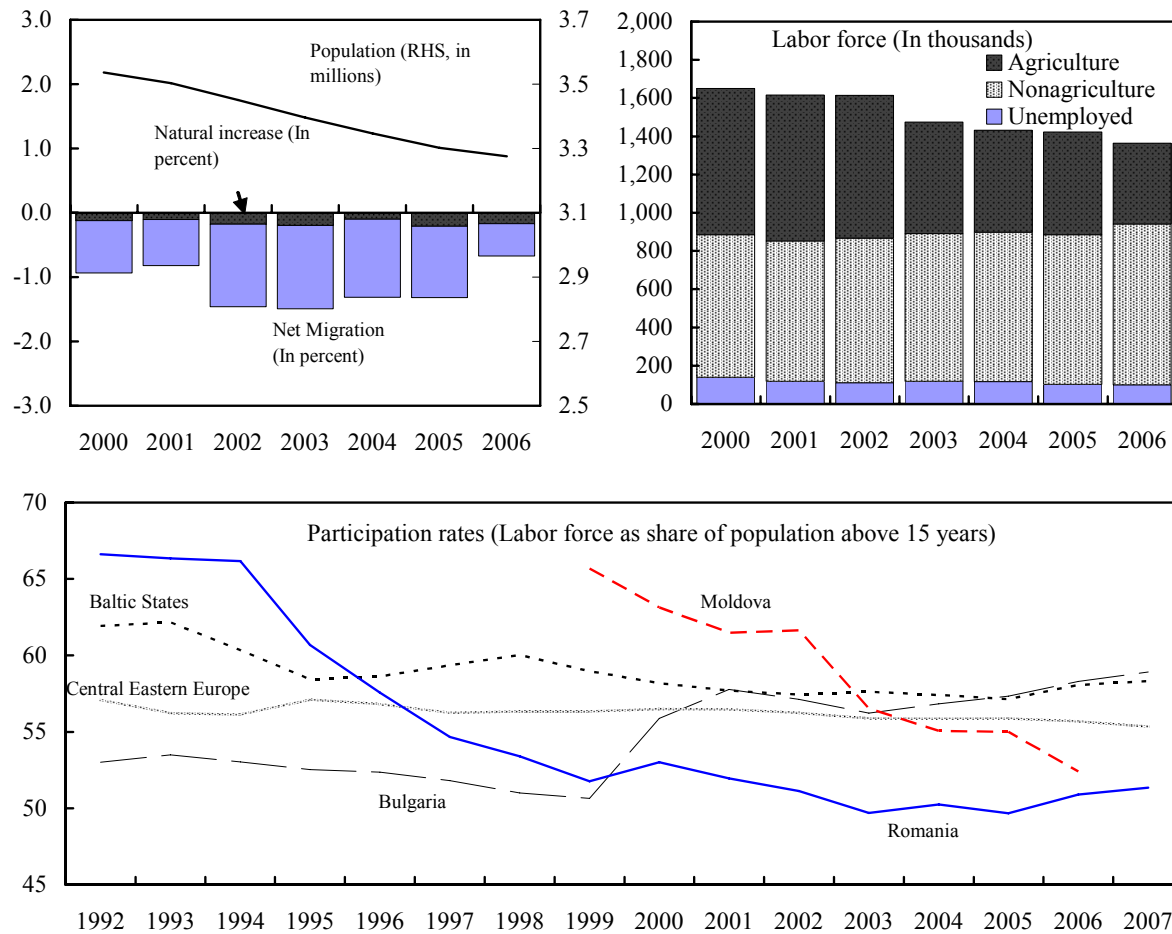 3.0
2.0
1.0
0.0
-1.0
-2.0
-3.0
Population (RHS, in
millions)
Natural increase (In
percent)
Net Migration
(In percent)
3.7
3.5
3.3
3.1
2.9
2.7
2.5
2000 2001 2002 2003 2004 2005 2006
2,000
1,800
1,600
1,400
1,200
1,000
800
600
400
200
0
Labor force (In thousands)
Agriculture
Nonagriculture
Unemployed
2000 2001 2002 2003 2004 2005 2006
70
65
60
55
50
45
Participation rates (Labor force as share of population above 15 years)
Baltic States
Moldova
Central Eastern Europe
Bulgaria
Romania
1992 1993 1994 1995 1996 1997 1998 1999 2000 2001 2002 2003 2004 2005 2006 2007